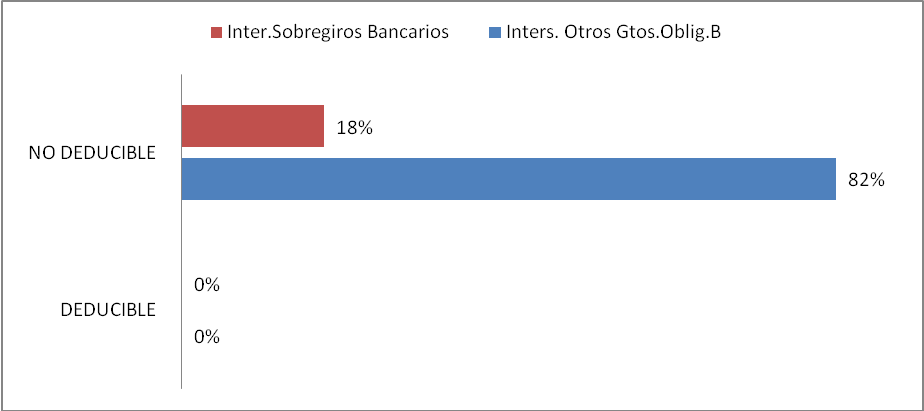 Inter.Sobregiros Bancarios Inters. Otros Gtos.Oblig.B
18%
NO DEDUCIBLE
82%
0%
DEDUCIBLE
0%